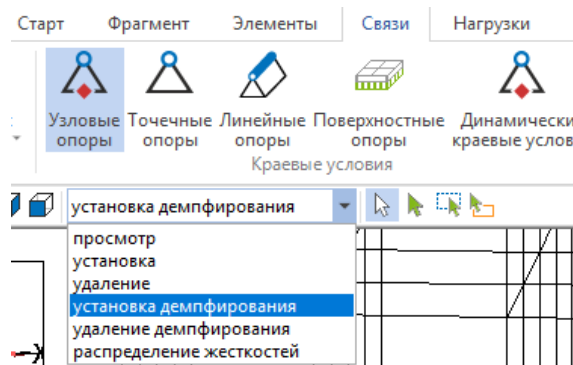 Старт Фрагмент Элементы Связи Нагрузки
Узловые Точечные Линейные Поверхностные Динамически
опоры опоры опоры опоры краевые услов
Краевые условия
установка демпфирования
просмотр
установка
удаление
установка демпфирования
удаление демпфирования
распределение жесткостей